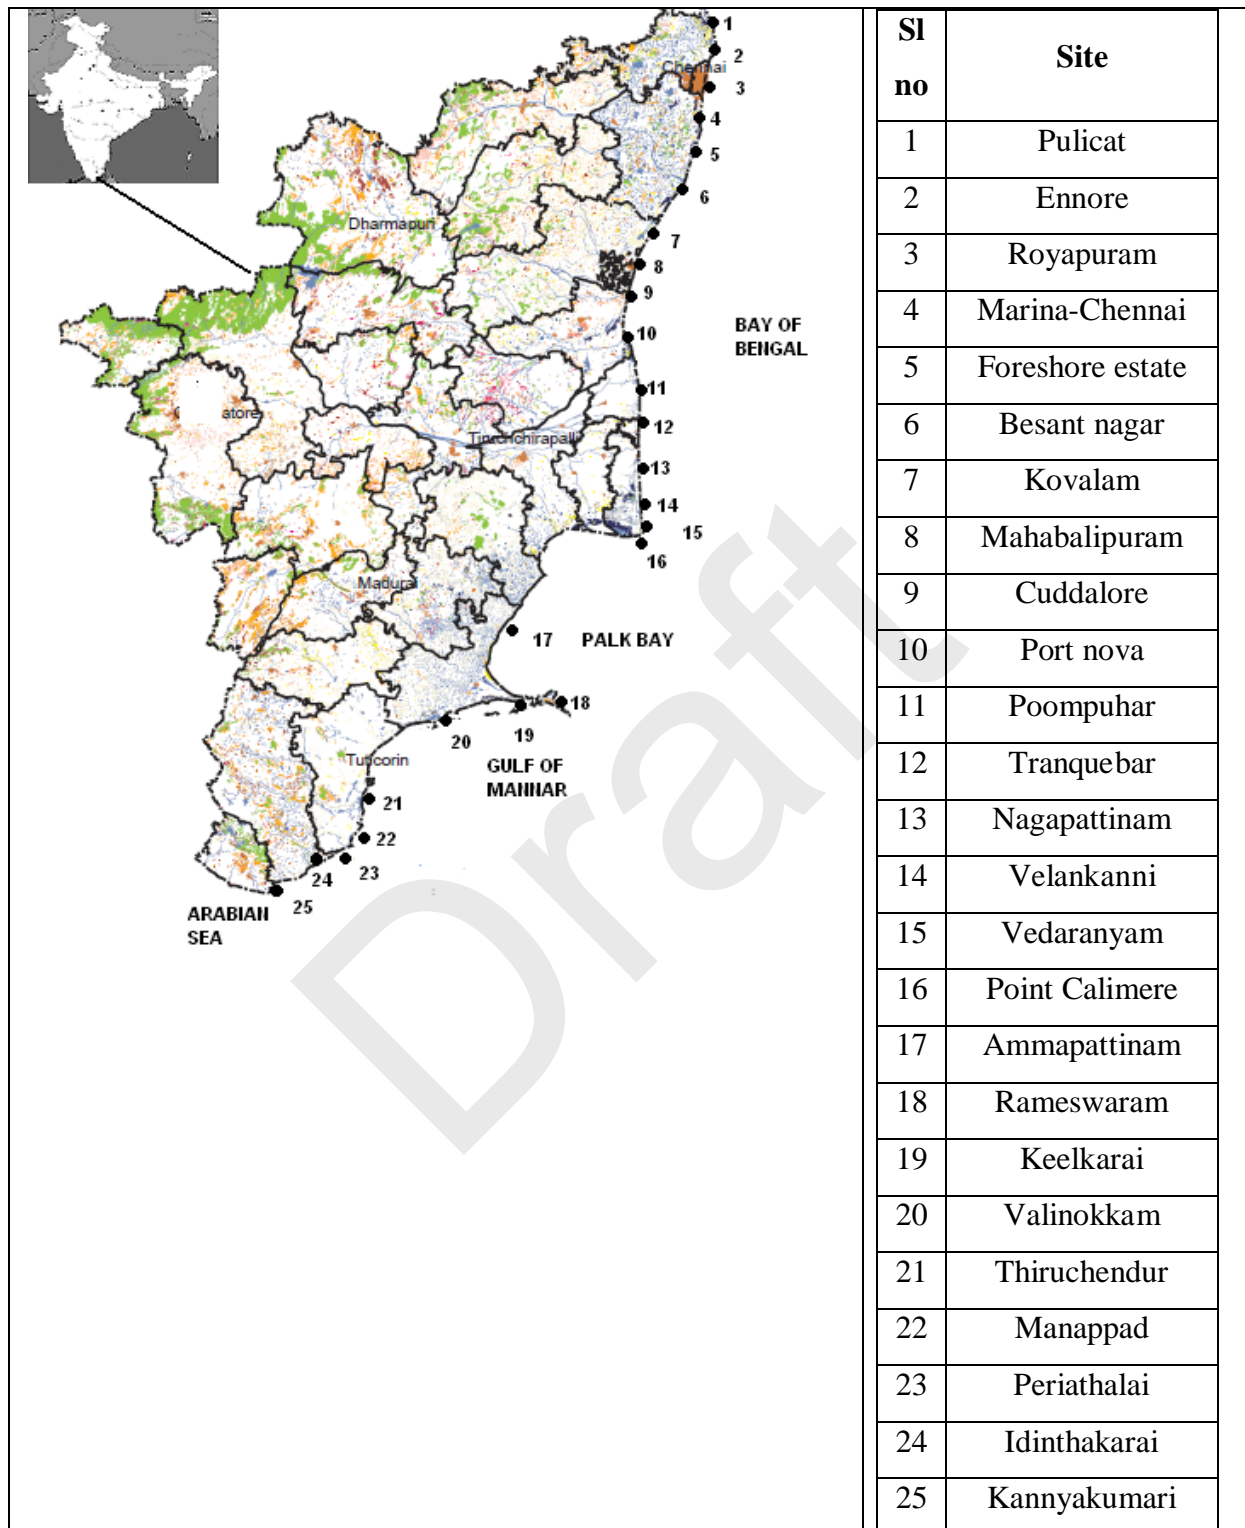 1
2
Chennai
3
4
5
6
Dharmapuri
7
8
9
BAY OF
BENGAL
10
11
atore
12
Tiruchchirapalli
13
14
15
16
Madurai
17
PALK BAY
18
19
20
Tuticorin
GULF OF
MANNAR
21
22
23
24
25
ARABIAN
SEA
Draft
Sl no Site
1 Pulicat
2 Ennore
3 Royapuram
4 Marina-Chennai
5 Foreshore estate
6 Besant nagar
7 Kovalam
8 Mahabalipuram
9 Cuddalore
10 Port nova
11 Poompuhar
12 Tranquebar
13 Nagapattinam
14 Velankanni
15 Vedaranyam
16 Point Calimere
17 Ammapattinam
18 Rameswaram
19 Keelkarai
20 Valinokkam
21 Thiruchendur
22 Manappad
23 Periathalai
24 Idinthakarai
25 Kannyakumari